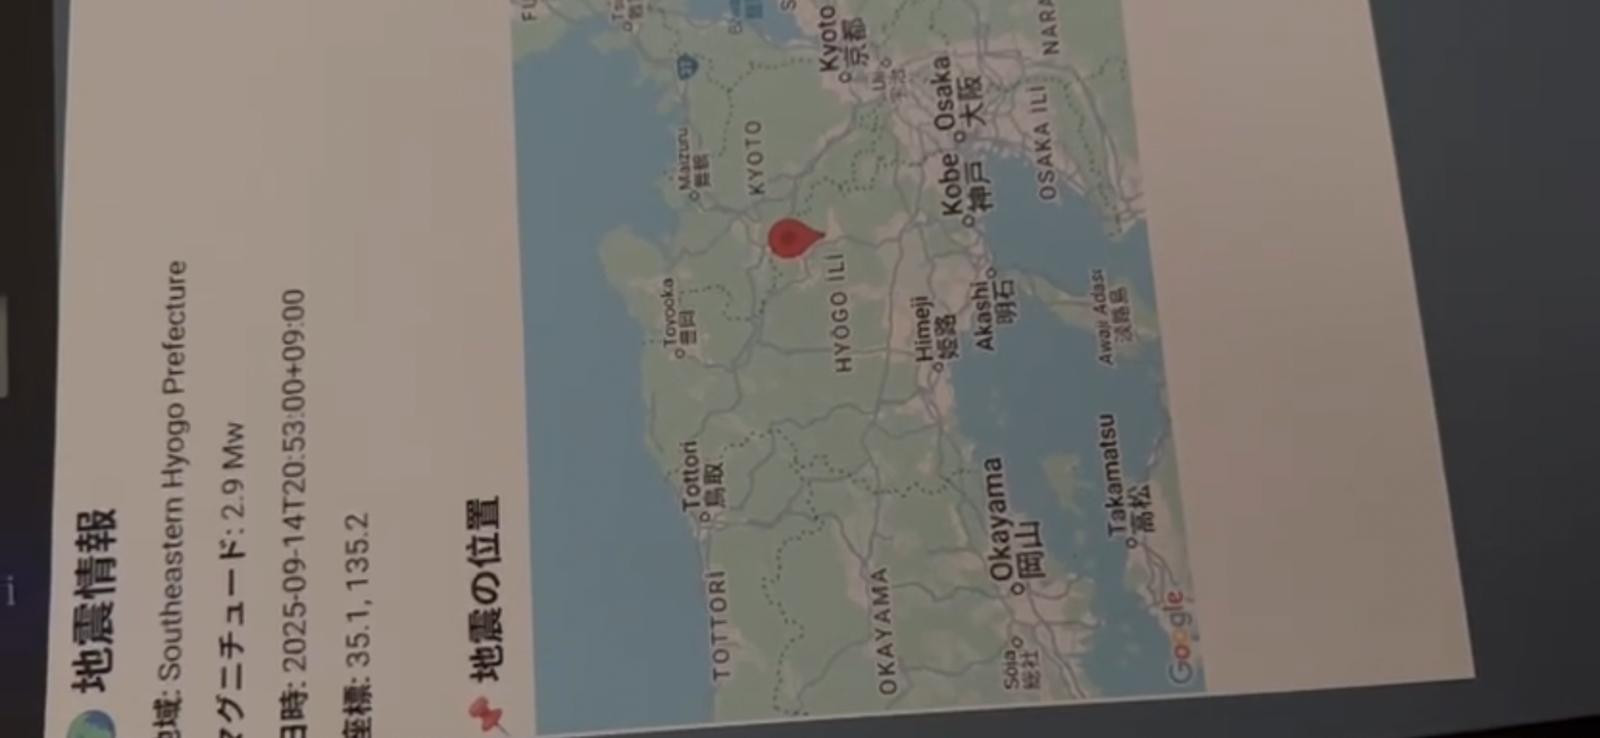 地震情報
地域: Southeastern Hyogo Prefecture
マグニチュード: 2.9 Mw
日時: 2025-09-14T20:53:00+09:00
座標: 35.1, 135.2
地震の位置
Maizuru
舞鶴
KYOTO
Kyoto
京都
Toyooka
豊岡
HYOGO ILI
Kobe
神戸
Osaka
大阪
OSAKA ILI
NARA
Himeji
姫路
Akashi
明石
Awaji Adasi
淡路島
Tottori
鳥取
TOTTORI
OKAYAMA
Okayama
岡山
Takamatsu
高松
Soia
総社
Google